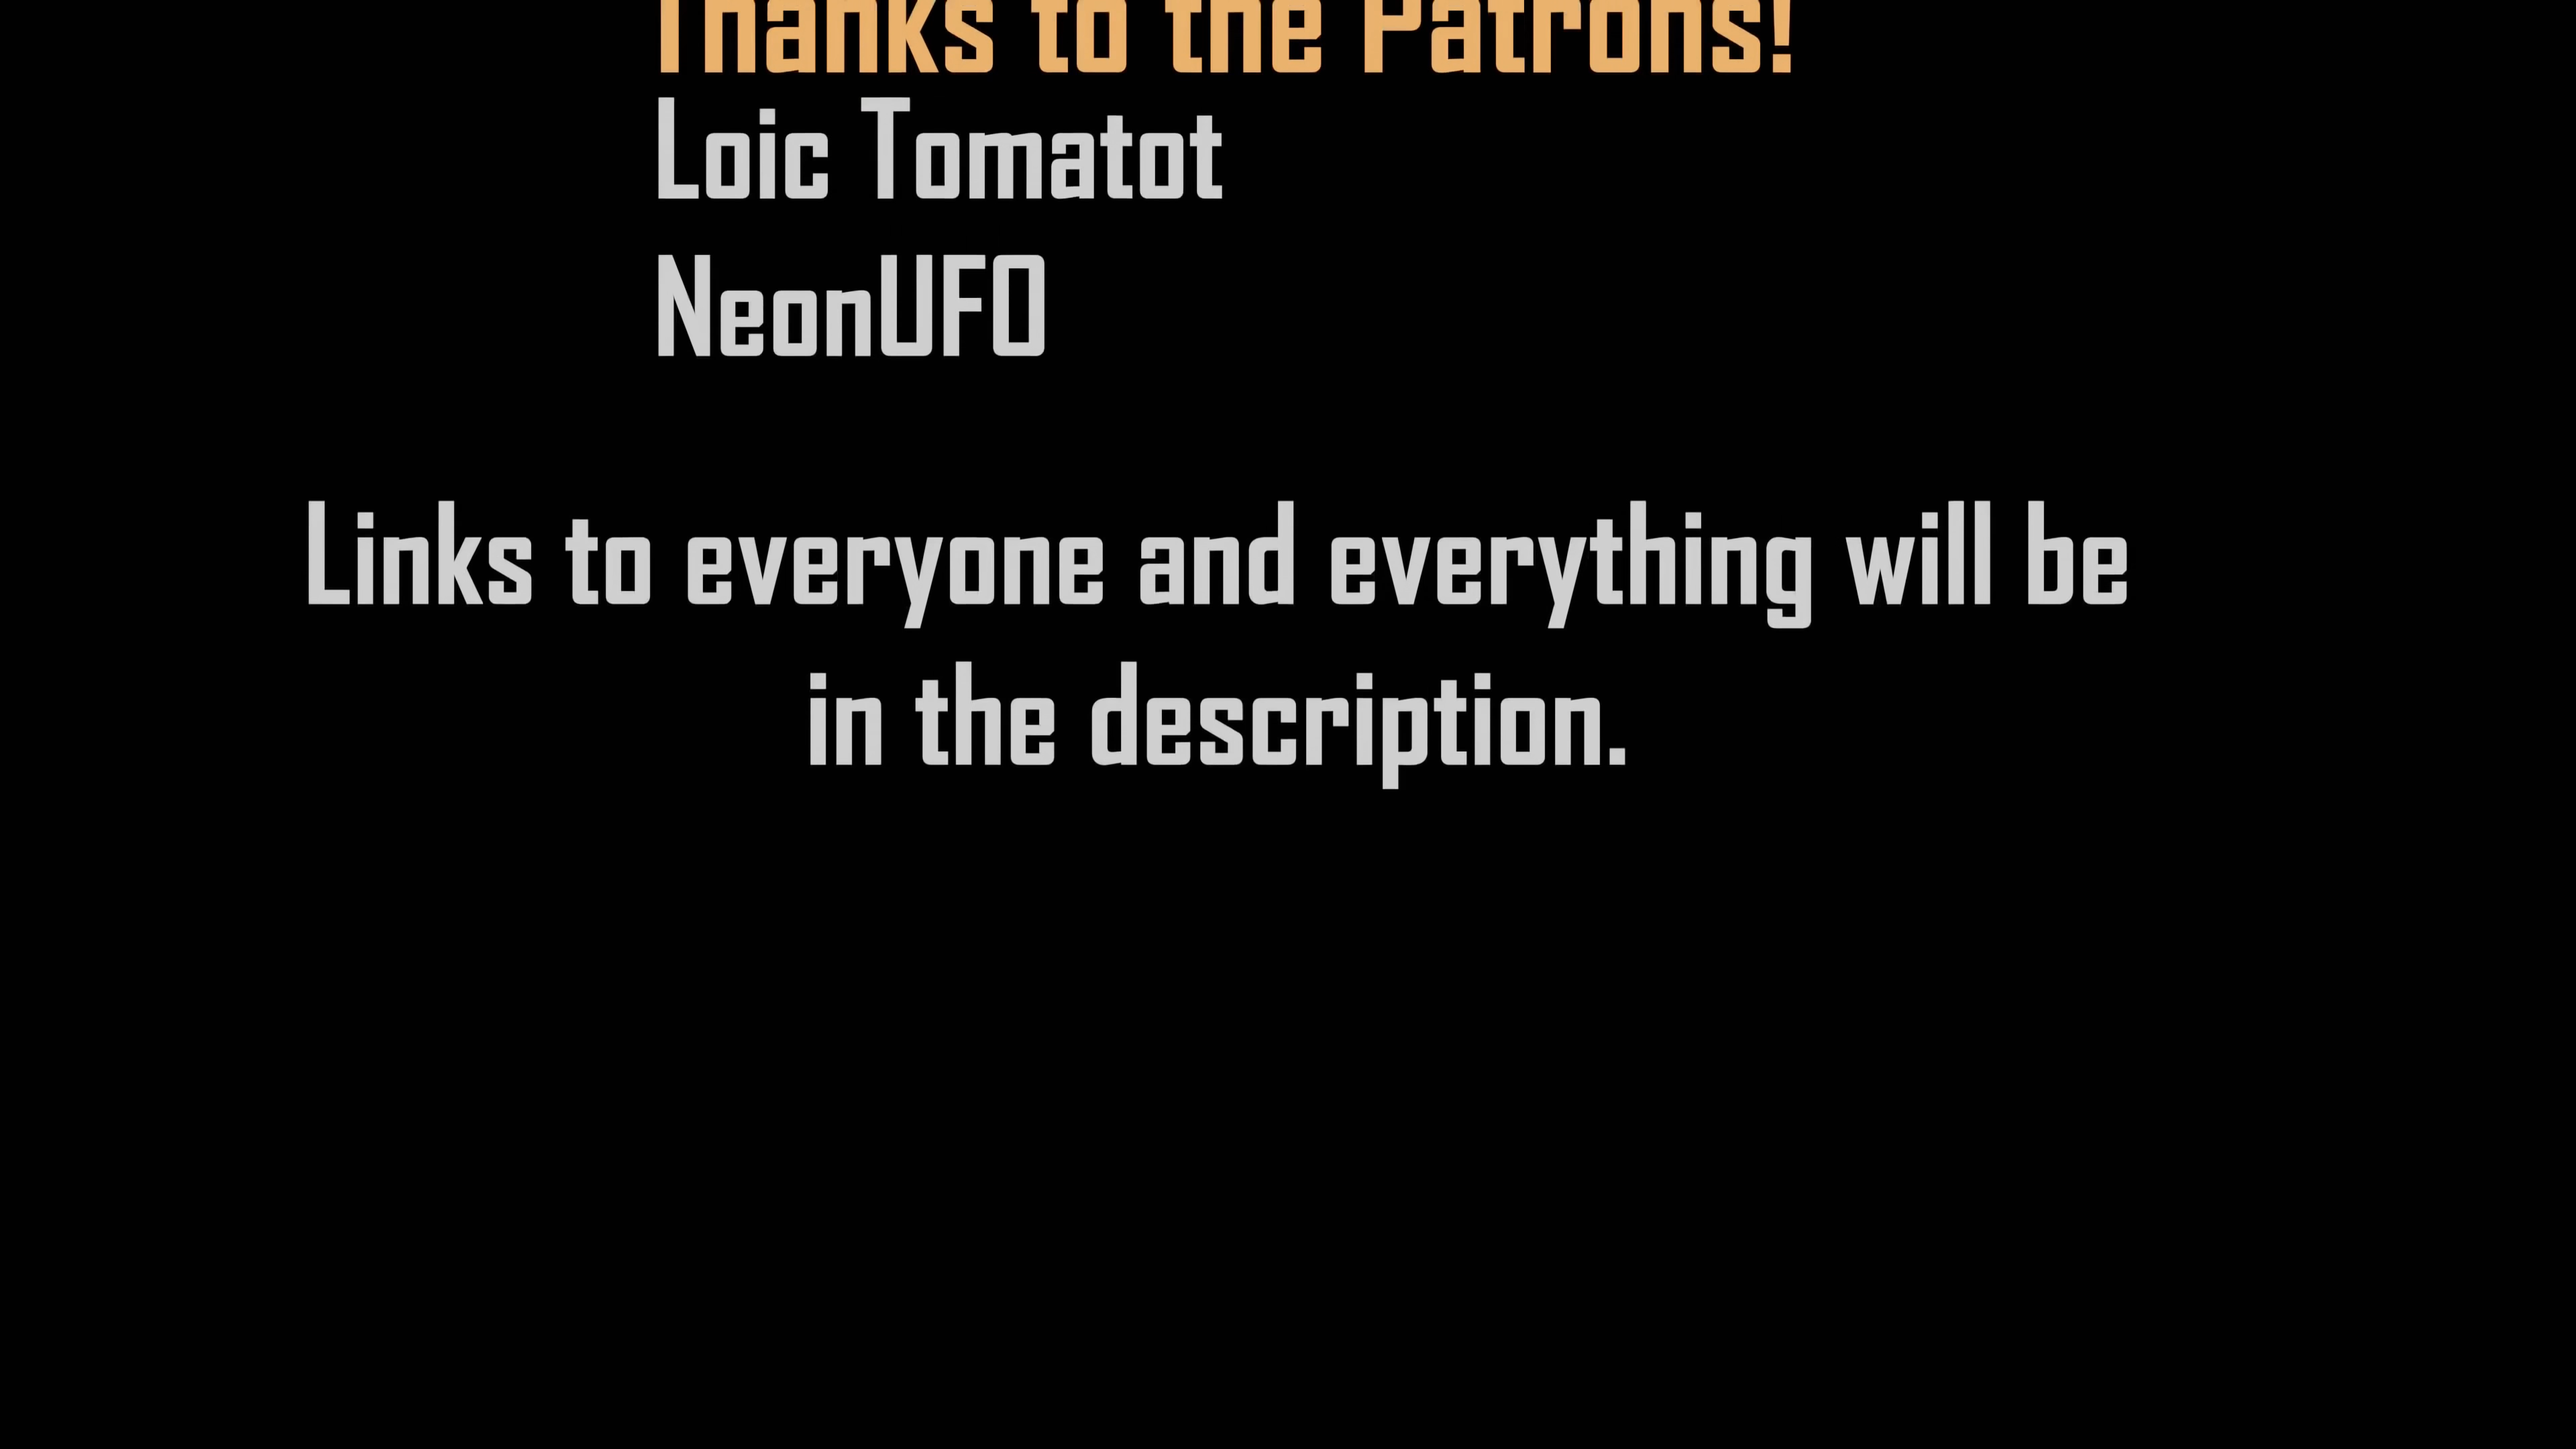 Thanks to the Patrons!
Loic Tomatot
NeonUFO
Links to everyone and everything will be
in the description.